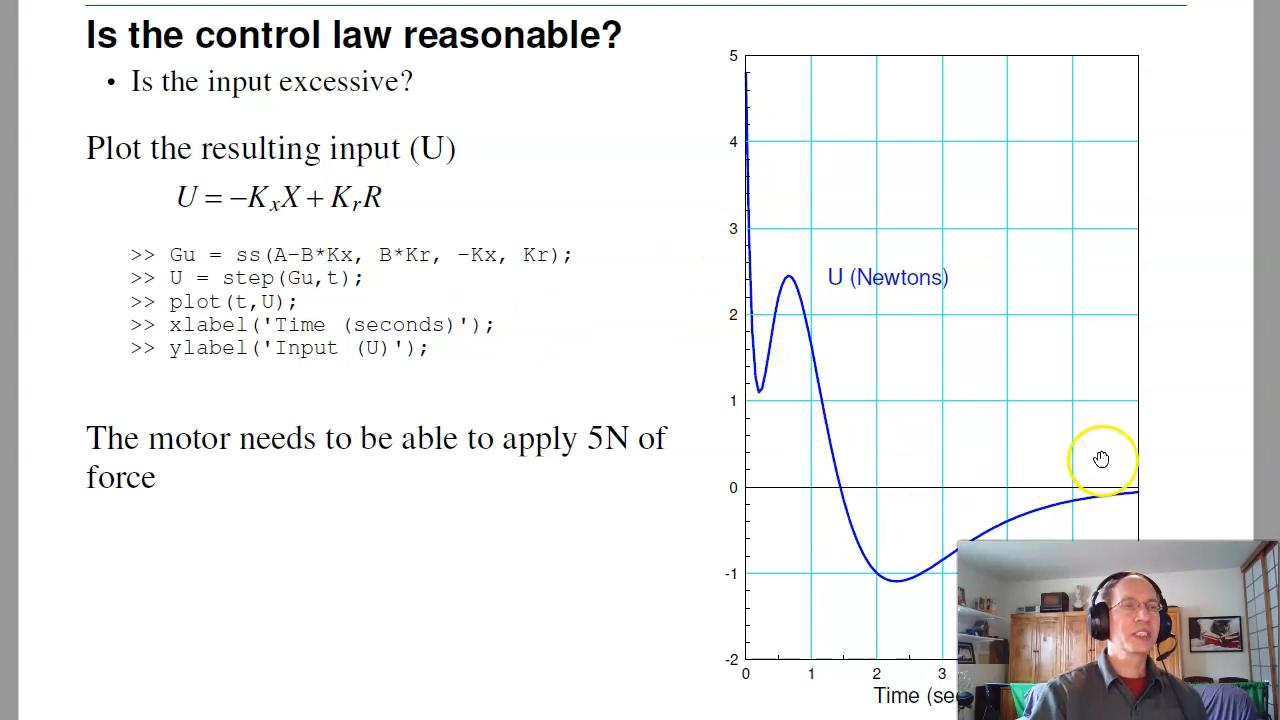 Is the control law reasonable?
• Is the input excessive?
Plot the resulting input (U)
U = −KxX + KrR
>> Gu = ss(A-B*Kx, B*Kr, -Kx, Kr);
>> U = step(Gu,t);
>> plot(t,U);
>> xlabel('Time (seconds)');
>> ylabel('Input (U)');
The motor needs to be able to apply 5N of
force
5
4
3
2
1
0
-1
-2
U (Newtons)
0 1 2 3
Time (se